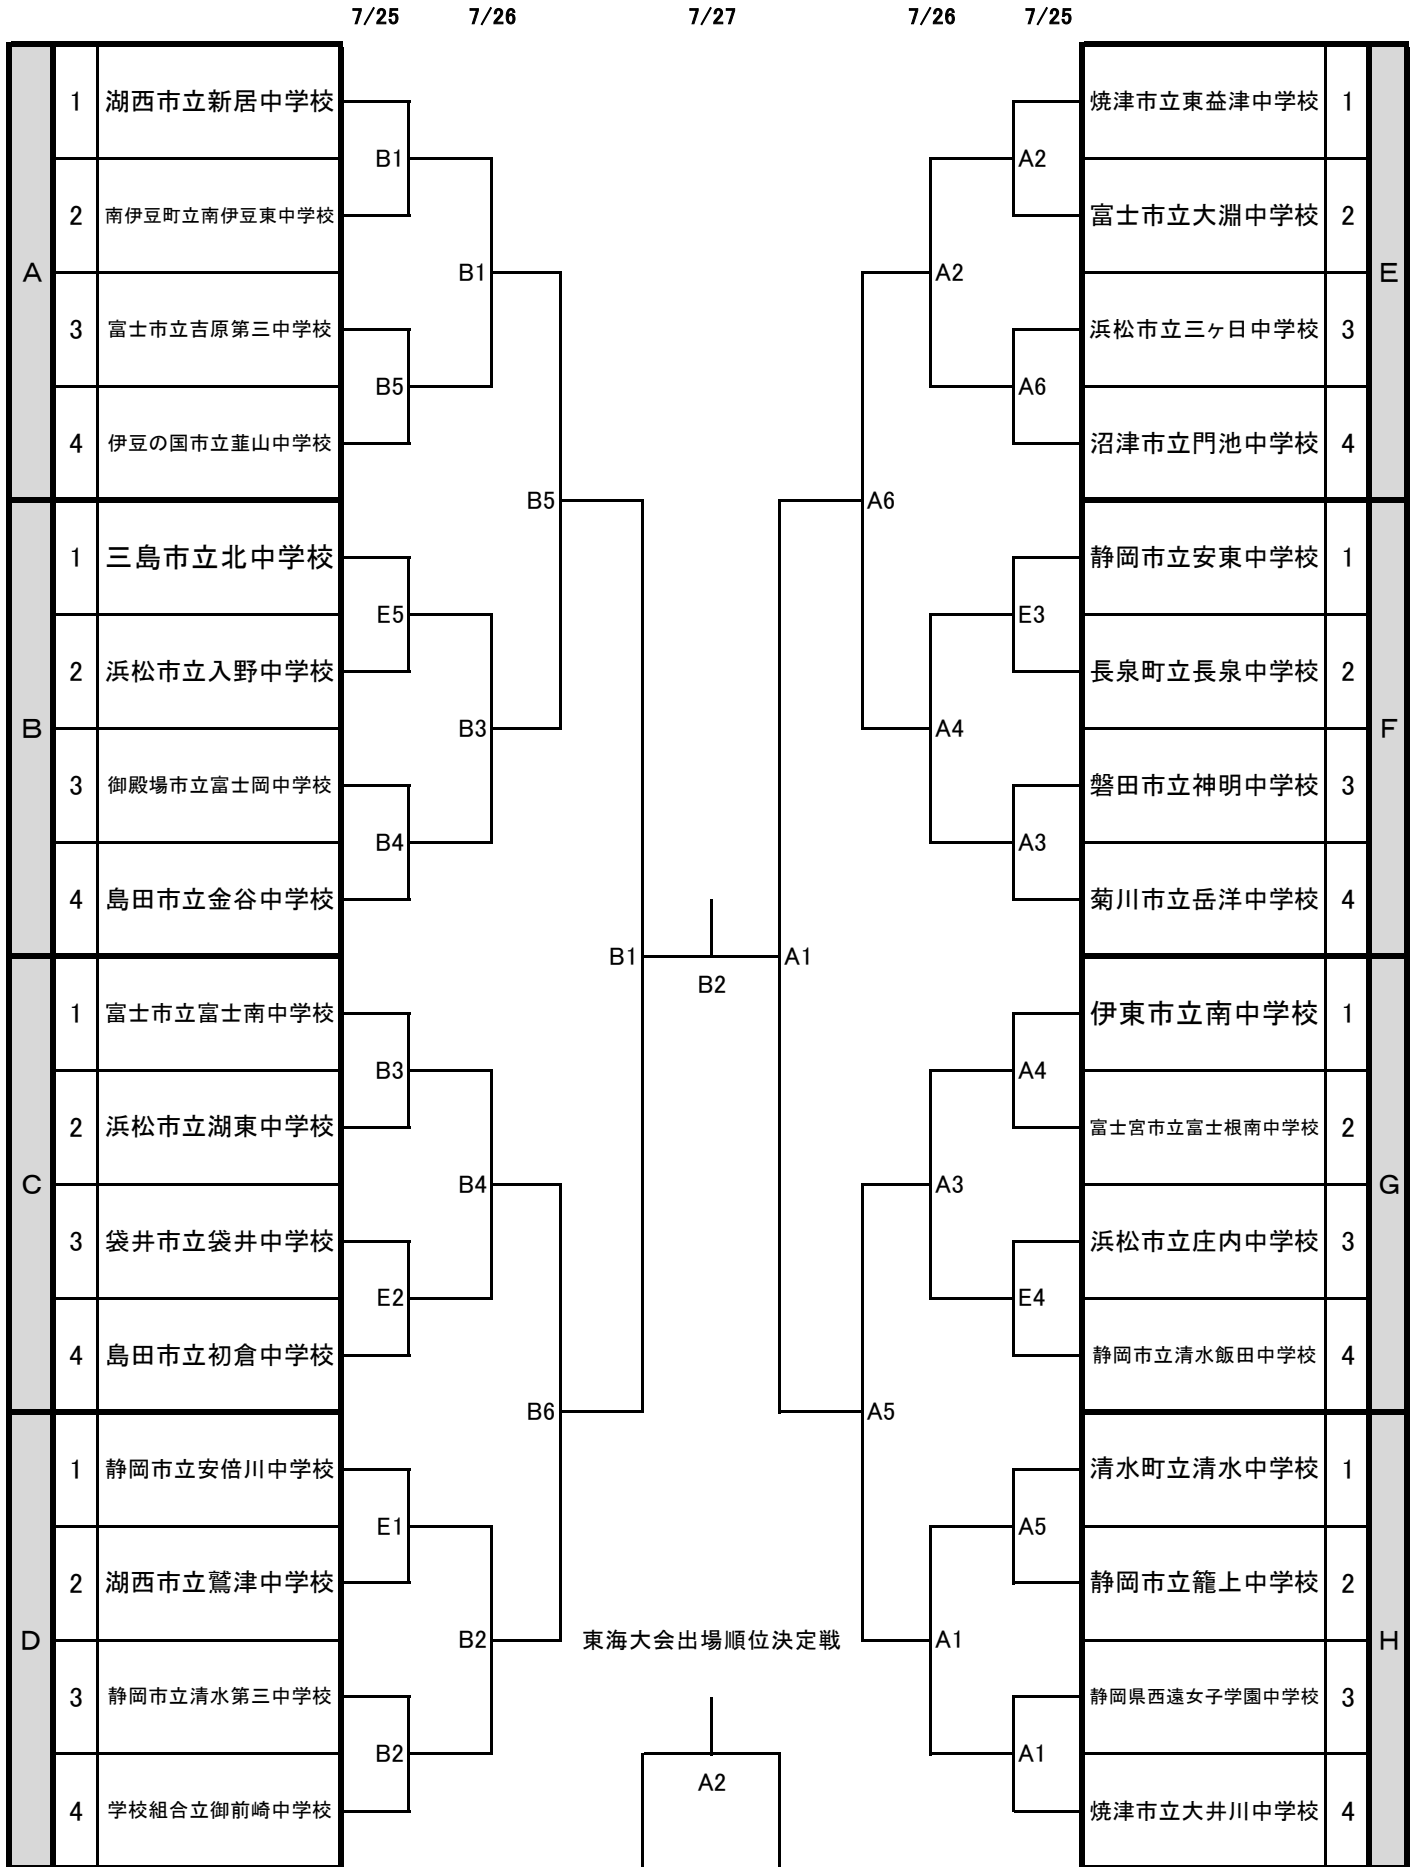 7/25 7/26 7/27 7/26 7/25
1 湖西市立新居中学校 焼津市立東益津中学校 1
B1 A2
2 南伊豆町立南伊豆東中学校 富士市立大淵中学校 2
A B1 A2 E
3 富士市立吉原第三中学校 浜松市立三ヶ日中学校 3
B5 A6
4 伊豆の国市立韮山中学校 沼津市立門池中学校 4
B5 A6
1 三島市立北中学校 静岡市立安東中学校 1
E5 E3
2 浜松市立入野中学校 長泉町立長泉中学校 2
B B3 A4 F
3 御殿場市立富士岡中学校 磐田市立神明中学校 3
B4 A3
4 島田市立金谷中学校 菊川市立岳洋中学校 4
B1 A1
B2
1 富士市立富士南中学校 伊東市立南中学校 1
B3 A4
2 浜松市立湖東中学校 富士宮市立富士根南中学校 2
C B4 A3 G
3 袋井市立袋井中学校 浜松市立庄内中学校 3
E2 E4
4 島田市立初倉中学校 静岡市立清水飯田中学校 4
B6 A5
1 静岡市立安倍川中学校 清水町立清水中学校 1
E1 A5
2 湖西市立鷲津中学校 静岡市立籠上中学校 2
D B2 東海大会出場順位決定戦 A1 H
3 静岡市立清水第三中学校 静岡県西遠女子学園中学校 3
B2 A1
A2
4 学校組合立御前崎中学校 焼津市立大井川中学校 4